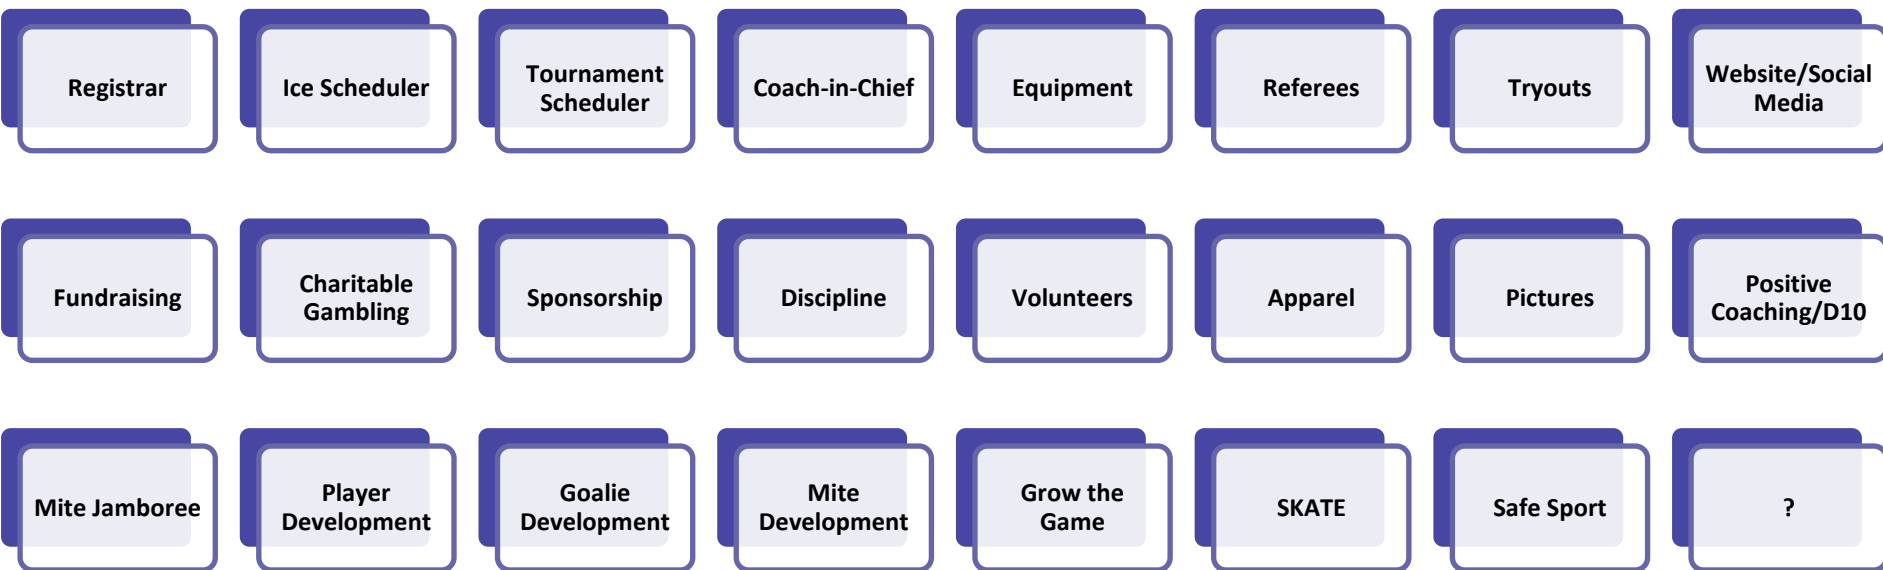 Registrar
Ice Scheduler
Tournament
Scheduler
Coach-in-Chief
Equipment
Referees
Tryouts
Website/Social
Media
Fundraising
Charitable
Gambling
Sponsorship
Discipline
Volunteers
Apparel
Pictures
Positive
Coaching/D10
Mite Jamboree
Player
Development
Goalie
Development
Mite
Development
Grow the
Game
SKATE
Safe Sport
?